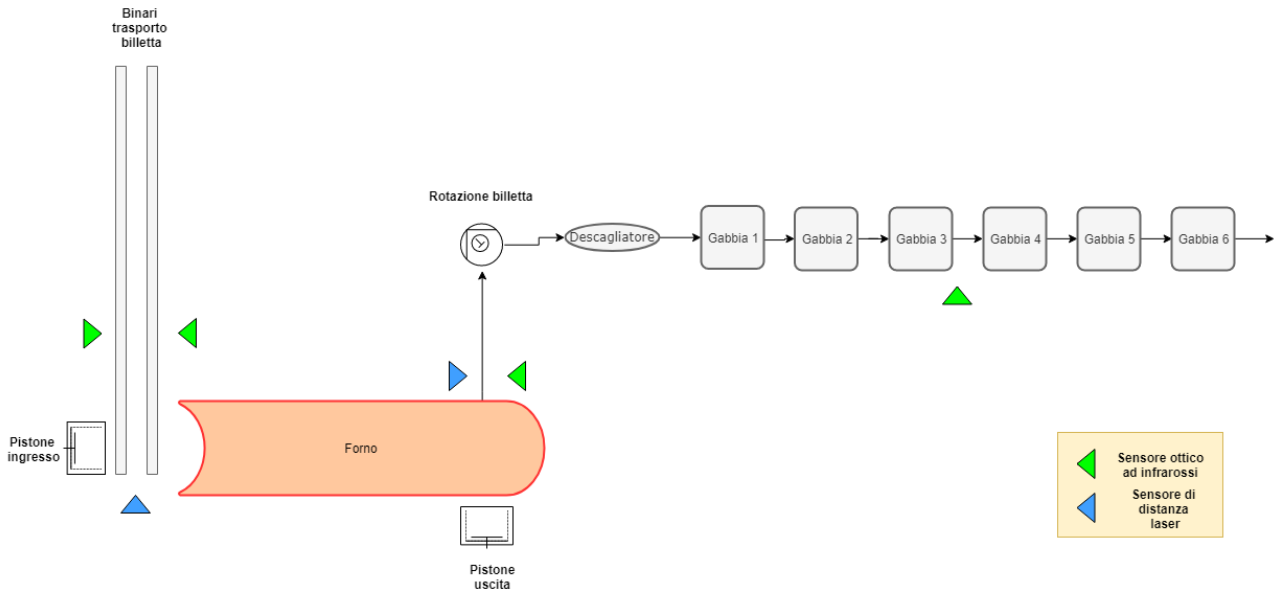 Binari
trasporto
billetta
Rotazione billetta
Descagliatore
Gabbia 1
Gabbia 2
Gabbia 3
Gabbia 4
Gabbia 5
Gabbia 6
Pistone
ingresso
Forno
Sensore ottico
ad infrarossi
Sensore di
distanza
laser
Pistone
uscita